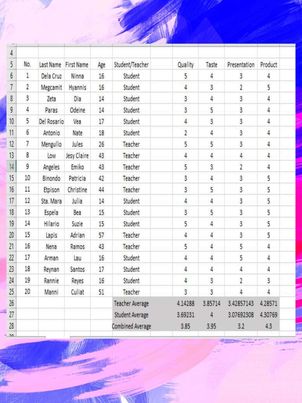 4
5 No. Last Name First Name Age Student/Teacher Quality Taste Presentation Product
6 1 Dela Cruz Ninna 16 Student 5 4 3 4
7 2 Megcamit Hyannis 16 Student 4 3 2 5
8 3 Zeta Dia 14 Student 3 4 3 4
9 4 Paras Odeine 14 Student 3 5 3 4
10 5 Del Rosario Vea 17 Student 4 3 3 4
11 6 Antonio Nate 18 Student 2 4 3 4
12 7 Mengullo Jules 26 Teacher 5 5 3 4
13 8 Low Jesy Claire 43 Teacher 4 4 4 4
14 9 Angeles Emiko 43 Teacher 5 3 2 4
15 10 Binondo Patricia 42 Teacher 3 4 3 5
16 11 Etpison Christine 44 Teacher 3 5 3 5
17 12 Sta. Mara Julia 14 Student 4 4 3 5
18 13 Espela Bea 15 Student 3 5 3 5
19 14 Hilario Suzie 15 Student 5 4 3 5
20 15 Lapis Adrian 57 Teacher 4 4 3 5
21 16 Nena Ramos 43 Teacher 5 4 5 4
22 17 Arman Lau 16 Student 4 4 5 4
23 18 Reynan Santos 17 Student 4 4 4 4
24 19 Rannie Reyes 16 Student 4 3 2 3
25 20 Manni Culiat 51 Teacher 3 3 4 4
26 Teacher Average 4.14288 3.85714 3.42857143 4.28571
27 Student Average 3.69231 4 3.07692308 4.30769
28 Combined Average 3.85 3.95 3.2 4.3